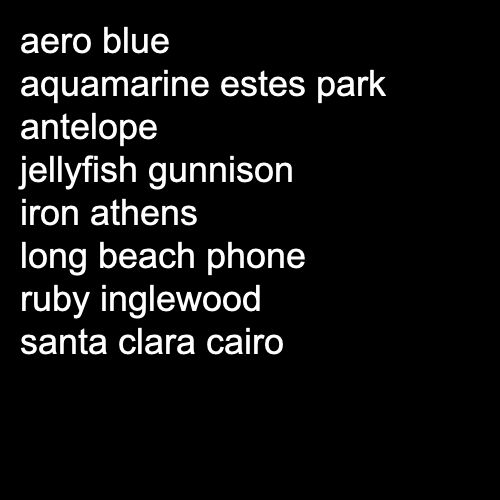 aero blue
aquamarine estes park
antelope
jellyfish gunnison
iron athens
long beach phone
ruby inglewood
santa clara cairo